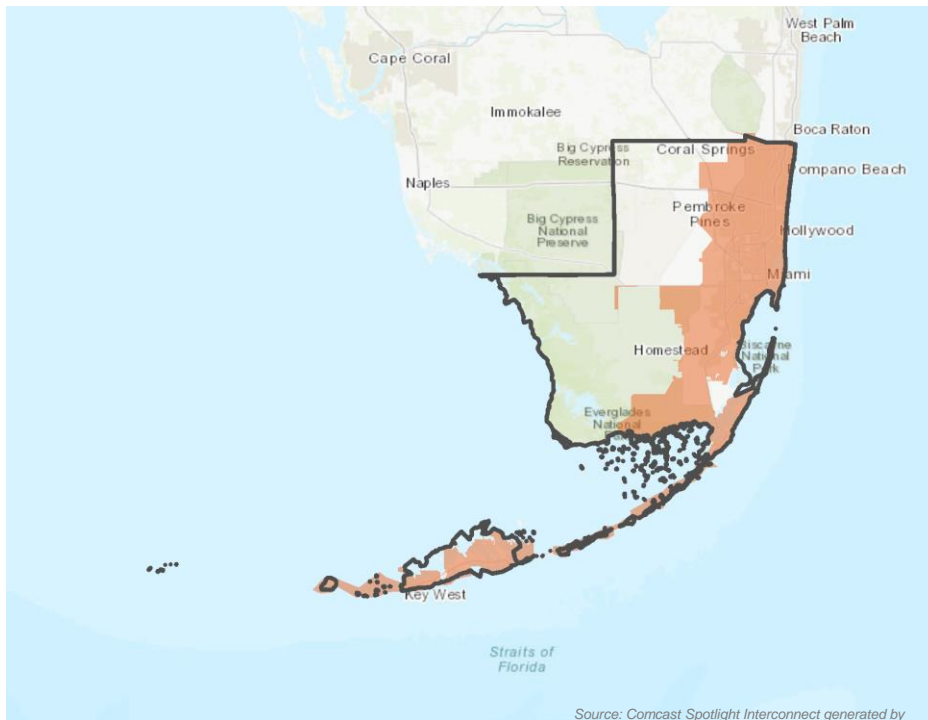 West Palm
Beach
Cape Coral
Immokalee
Boca Raton
Big Cypress
Reservation
Coral Springs
Pompano Beach
Naples
Pembroke
Pines
Big Cypress
National
Preserve
Hollywood
Miami
Homestead
Biscayne
National
Park
Everglades
National
Key West
Straits of
Florida
Source: Comcast Spotlight Interconnect generated by